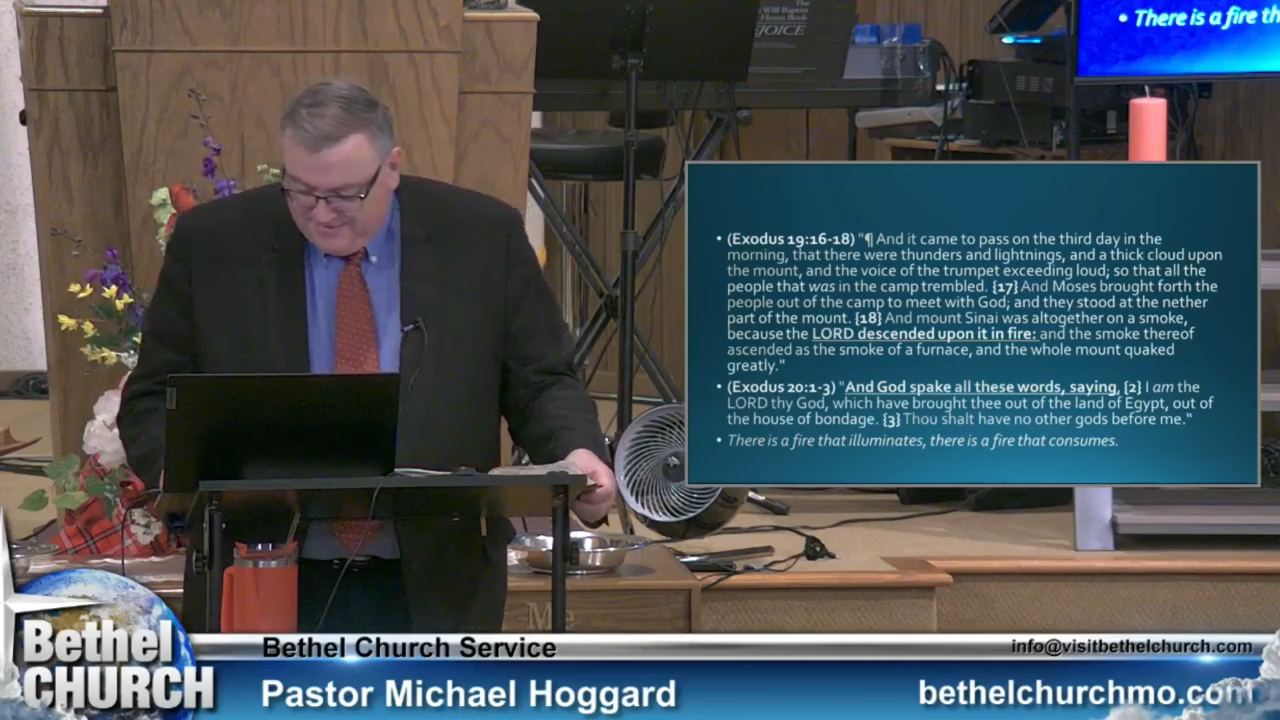 The
Will Baptist
Hymn Book
REJOICE
• There is a fire th
• (Exodus 19:16-18) "¶ And it came to pass on the third day in the
morning, that there were thunders and lightnings, and a thick cloud upon
the mount, and the voice of the trumpet exceeding loud; so that all the
people that was in the camp trembled. {17} And Moses brought forth the
people out of the camp to meet with God; and they stood at the nether
part of the mount. {18} And mount Sinai was altogether on a smoke,
because the LORD descended upon it in fire: and the smoke thereof
ascended as the smoke of a furnace, and the whole mount quaked
greatly."
• (Exodus 20:1-3) "And God spake all these words, saying, {2} I am the
LORD thy God, which have brought thee out of the land of Egypt, out of
the house of bondage. {3} Thou shalt have no other gods before me."
• There is a fire that illuminates, there is a fire that consumes.
Me
Bethel
CHURCH
Bethel Church Service
info@visitbethelchurch.com
Pastor Michael Hoggard
bethelchurchmo.com